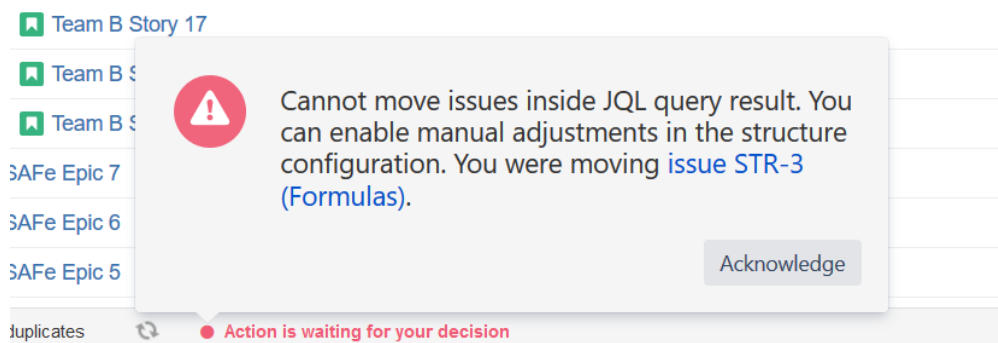 Team B Story 17
Team B S
Team B S
SAFe Epic 7
SAFe Epic 6
SAFe Epic 5
Cannot move issues inside JQL query result. You
can enable manual adjustments in the structure
configuration. You were moving issue STR-3
(Formulas).
Acknowledge
duplicates
Action is waiting for your decision